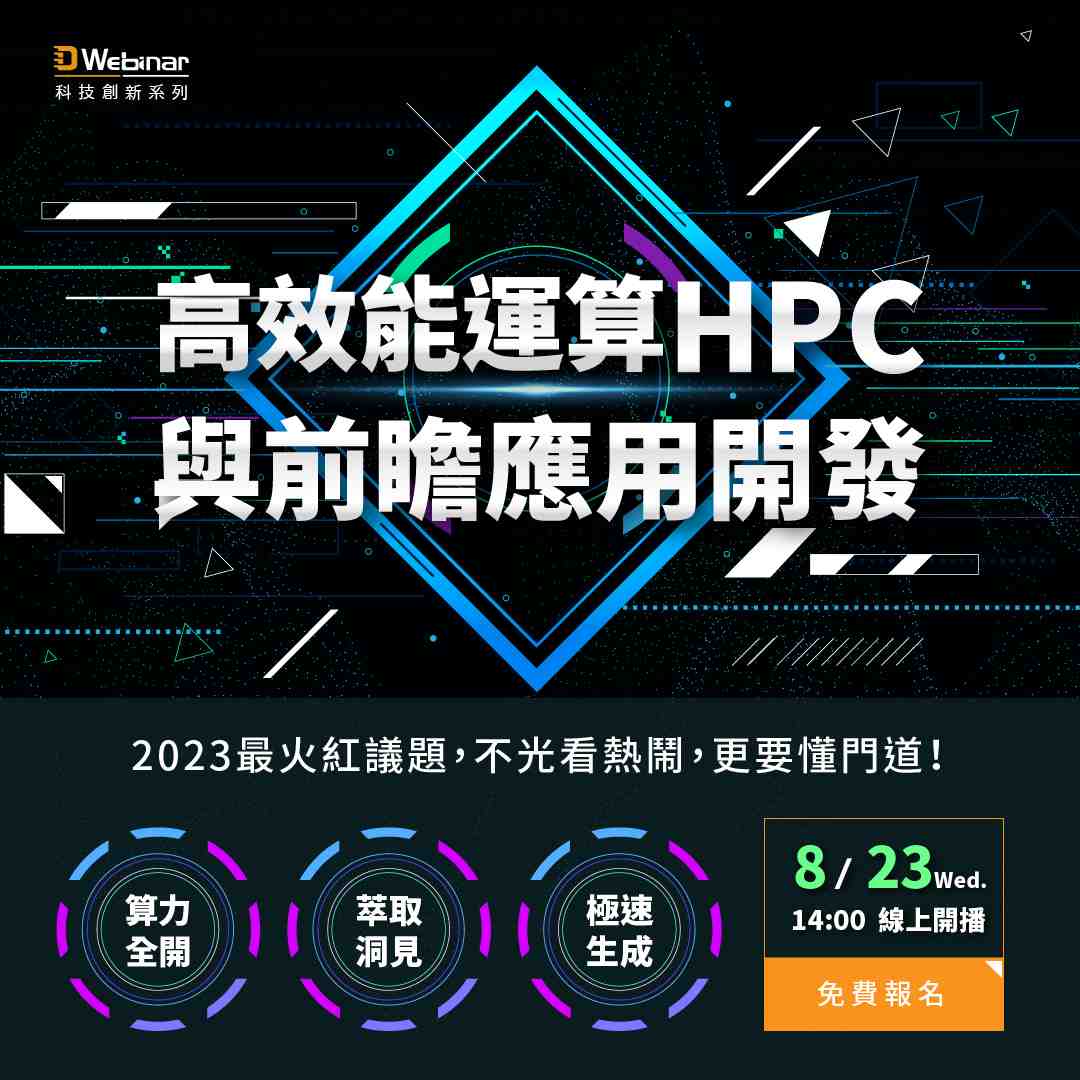 D Webinar
科技創新系列
高效能運算HPC
與前瞻應用開發
2023最火紅議題,不光看熱鬧,更要懂門道!
算力
全開
萃取
洞見
極速
生成
8/23Wed.
14:00 線上開播
免費報名